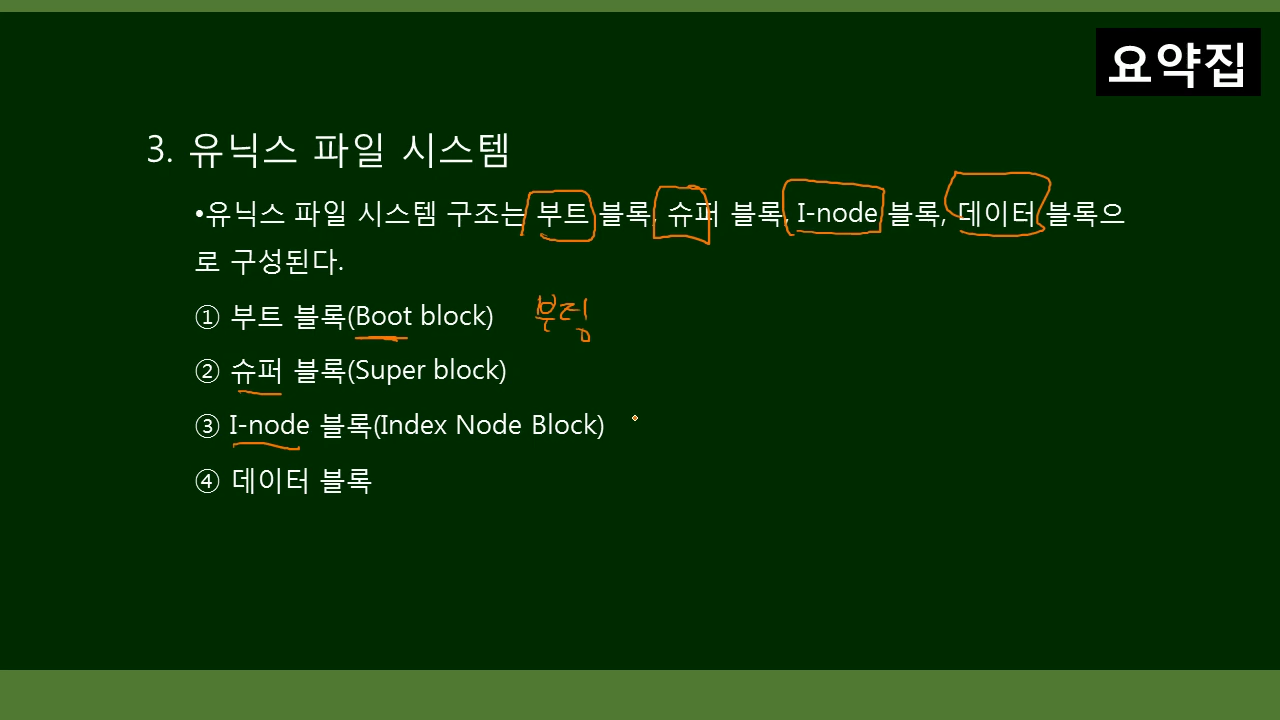 요약집
3. 유닉스 파일 시스템
•유닉스 파일 시스템 구조는 부트 블록, 슈퍼 블록, I-node 블록, 데이터 블록으
로 구성된다.
① 부트 블록(Boot block) 부팅
② 슈퍼 블록(Super block)
③ I-node 블록(Index Node Block)
④ 데이터 블록